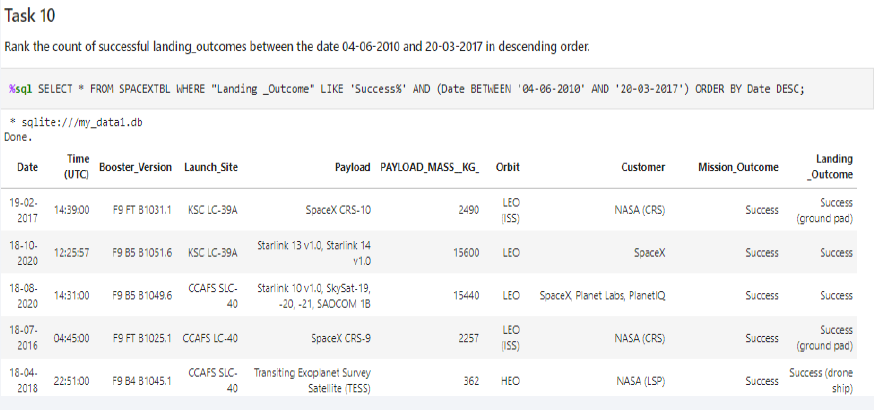 Task 10
Rank the count of successful landing_outcomes between the date 04-06-2010 and 20-03-2017 in descending order.
%sql SELECT * FROM SPACEXTBL WHERE "Landing _Outcome" LIKE 'Success%' AND (Date BETWEEN '04-06-2010' AND '20-03-2017') ORDER BY Date DESC;
* sqlite:///my_data1.db
Done.
Date Time (UTC) Booster_Version Launch_Site Payload PAYLOAD_MASS__KG_ Orbit Customer Mission_Outcome Landing _Outcome
19-02-2017 14:39:00 F9 FT B1031.1 KSC LC-39A SpaceX CRS-10 2490 LEO (ISS) NASA (CRS) Success Success (ground pad)
18-10-2020 12:25:57 F9 B5 B1051.6 KSC LC-39A Starlink 13 v1.0, Starlink 14 v1.0 15600 LEO SpaceX Success Success
18-08-2020 14:31:00 F9 B5 B1049.6 CCAFS SLC-40 Starlink 10 v1.0, SkySat-19, -20, -21, SAOCOM 1B 15440 LEO SpaceX, Planet Labs, PlanetIQ Success Success
18-07-2016 04:45:00 F9 FT B1025.1 CCAFS LC-40 SpaceX CRS-9 2257 LEO (ISS) NASA (CRS) Success Success (ground pad)
18-04-2018 22:51:00 F9 B4 B1045.1 CCAFS SLC-40 Transiting Exoplanet Survey Satellite (TESS) 362 HEO NASA (LSP) Success Success (drone ship)